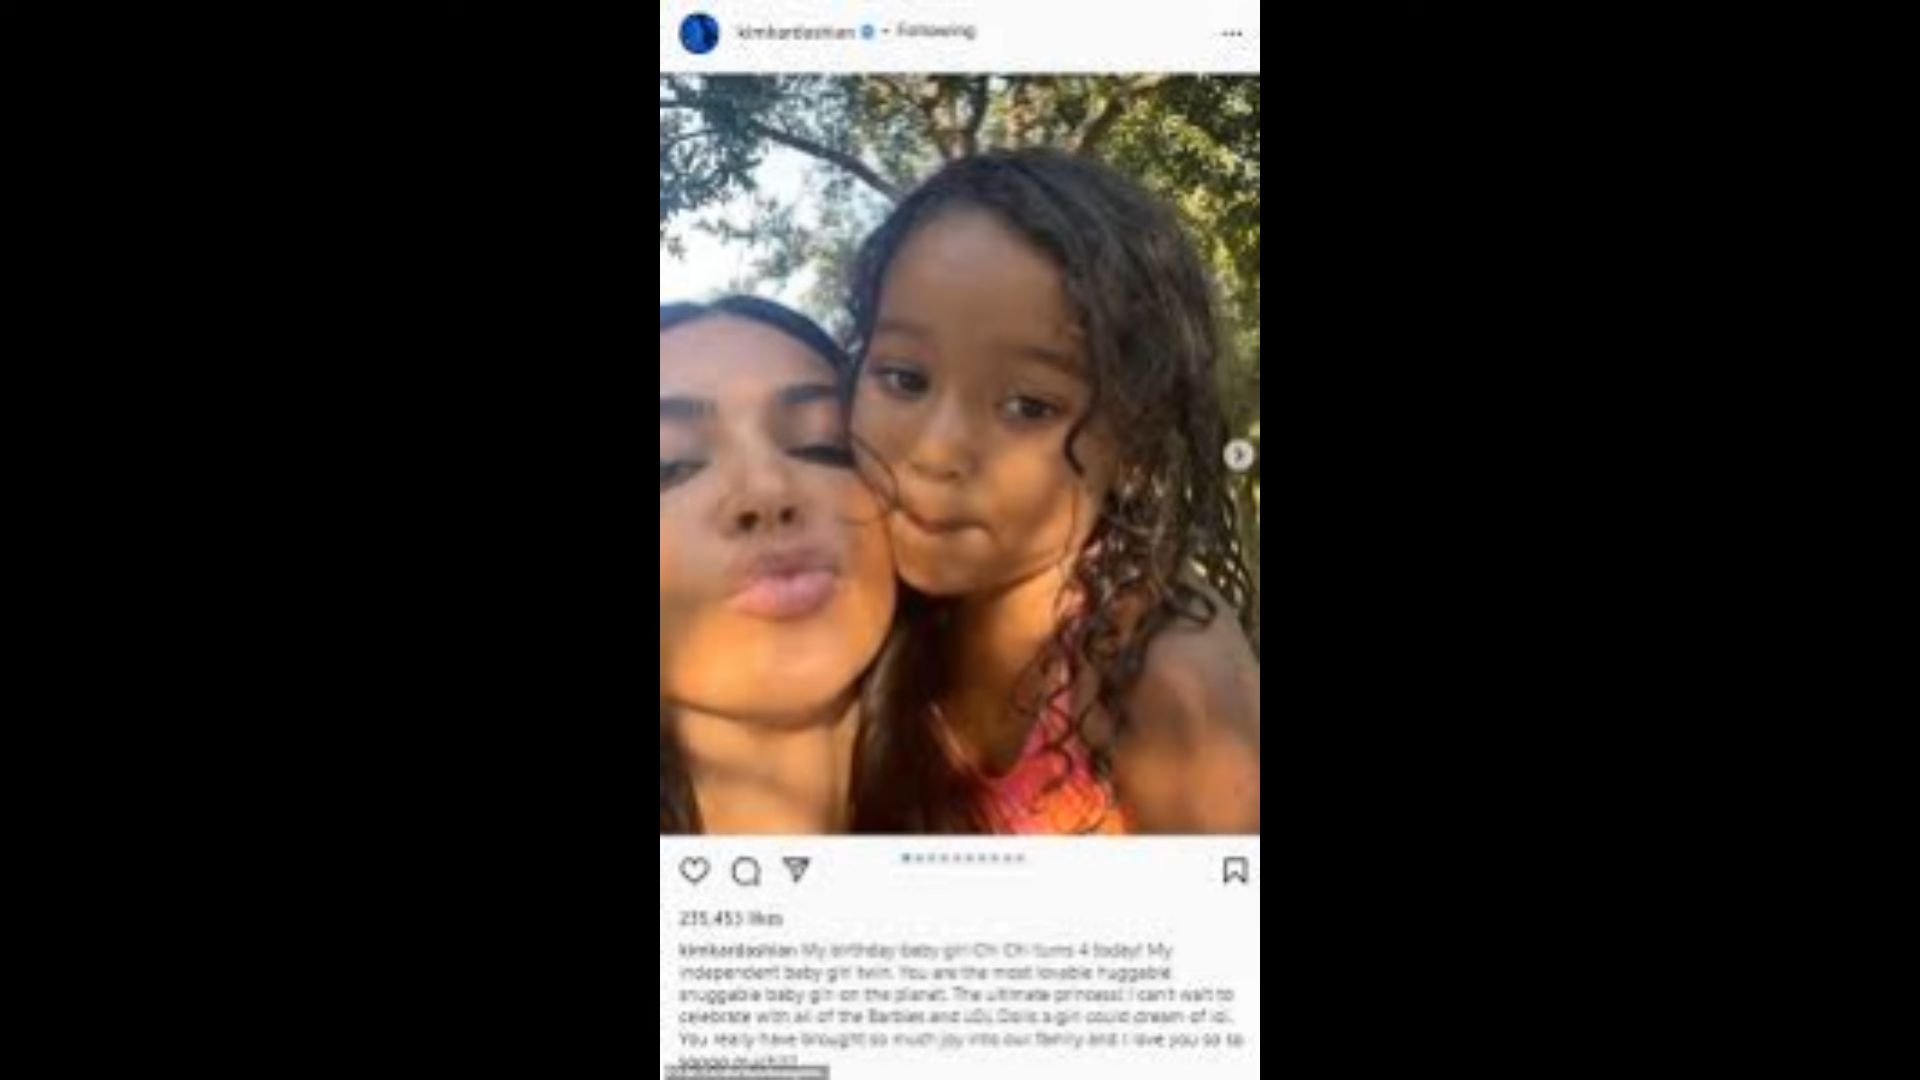 kimkardashian • Following
235,453 likes
kimkardashian My birthday baby girl Chi Chi turns 4 today! My
independent baby girl twin. You are the most lovable huggable
snuggable baby girl on the planet. The ultimate princess! I can't wait to
celebrate with all of the Barbies and LOL Dolls a girl could dream of lol.
You really have brought so much joy into our family and I love you so so
soooo much!!!!